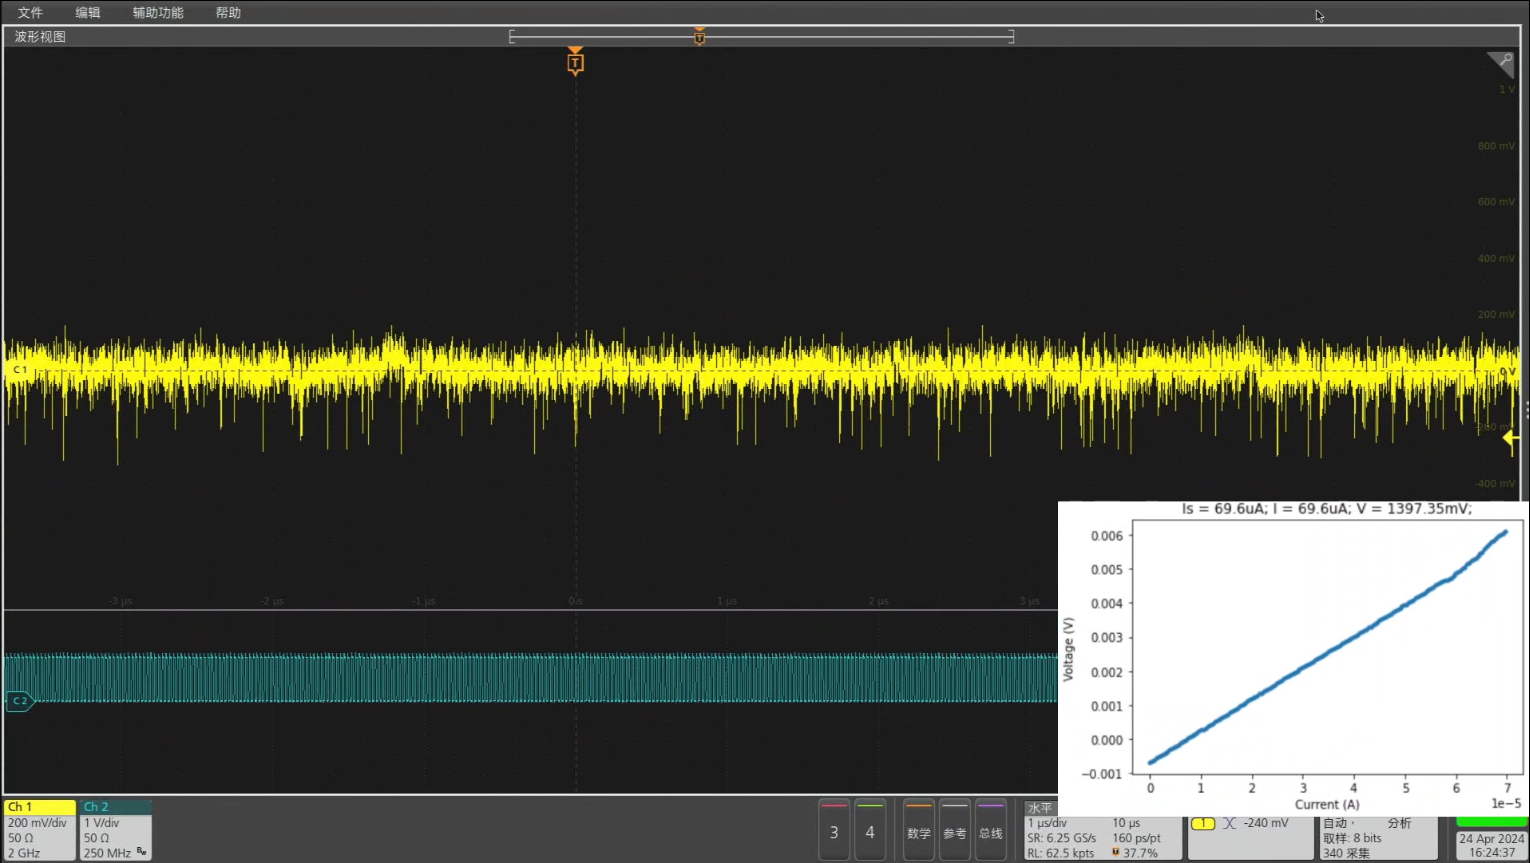 文件 编辑 辅助功能 帮助
波形视图
T
T
1 V
800 mV
600 mV
400 mV
200 mV
C 1
0 V
-200 mV
-400 mV
-3 µs -2 µs -1 µs 0 s 1 µs 2 µs 3 µs
C 2
Is = 69.6uA; I = 69.6uA; V = 1397.35mV;
0.006
0.005
0.004
0.003
0.002
0.001
0.000
−0.001
Voltage (V)
0 1 2 3 4 5 6 7
Current (A)
1e−5
Ch 1
200 mV/div
50 Ω
2 GHz
Ch 2
1 V/div
50 Ω
250 MHz Bw
3
4
数学
参考
总线
水平
1 µs/div 10 µs
SR: 6.25 GS/s 160 ps/pt
RL: 62.5 kpts 37.7%
1 -240 mV
自动 · 分析
取样: 8 bits
340 采集
24 Apr 2024
16:24:37